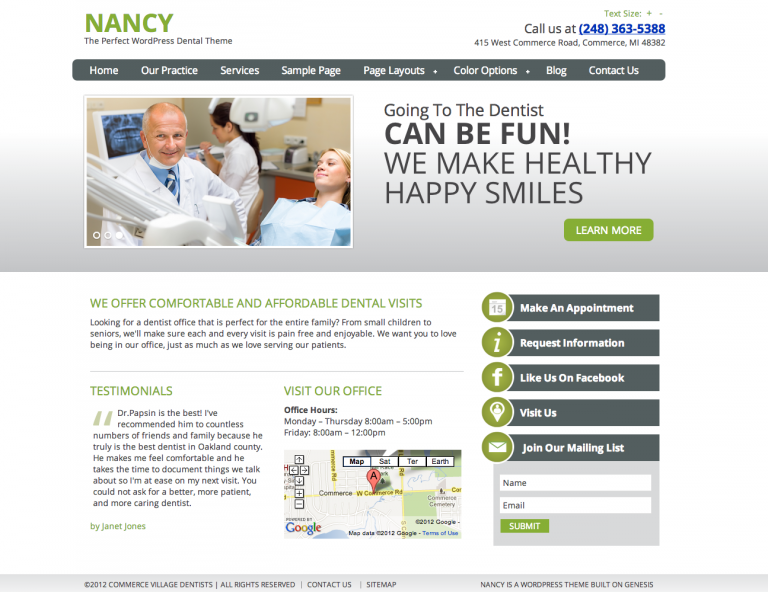 NANCY
The Perfect WordPress Dental Theme
Text Size: + -
Call us at (248) 363-5388
415 West Commerce Road, Commerce, MI 48382
Home Our Practice Services Sample Page Page Layouts + Color Options + Blog Contact Us
Going To The Dentist
CAN BE FUN!
WE MAKE HEALTHY
HAPPY SMILES
LEARN MORE
WE OFFER COMFORTABLE AND AFFORDABLE DENTAL VISITS
Looking for a dentist office that is perfect for the entire family? From small children to
seniors, we'll make sure each and every visit is pain free and enjoyable. We want you to love
being in our office, just as much as we love serving our patients.
TESTIMONIALS
“ Dr.Papsin is the best! I've
recommended him to countless
numbers of friends and family because he
truly is the best dentist in Oakland county.
He makes me feel comfortable and he
takes the time to document things we talk
about so I'm at ease on my next visit. You
could not ask for a better, more patient,
and more caring dentist.
by Janet Jones
VISIT OUR OFFICE
Office Hours:
Monday – Thursday 8:00am – 5:00pm
Friday: 8:00am – 12:00pm
Map Sat Ter Earth
A
Commerce
W Commerce Rd
Commerce
Cemetery
POWERED BY
Google
©2012 Google -
Map data ©2012 Google - Terms of Use
15 Make An Appointment
i Request Information
f Like Us On Facebook
Visit Us
Join Our Mailing List
Name
Email
SUBMIT
©2012 COMMERCE VILLAGE DENTISTS | ALL RIGHTS RESERVED | CONTACT US | SITEMAP
NANCY IS A WORDPRESS THEME BUILT ON GENESIS